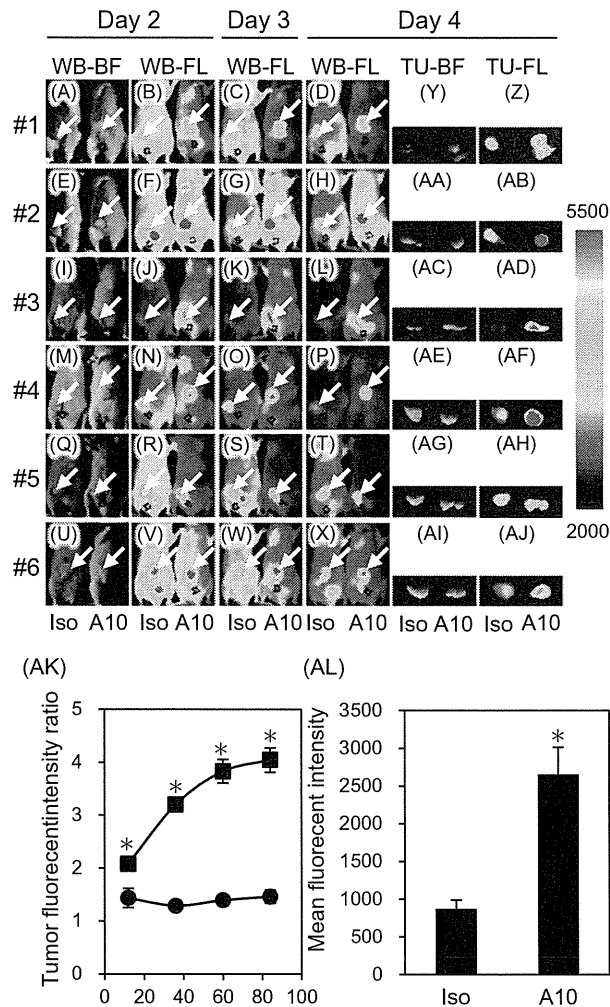 Day 2 Day 3 Day 4
WB-BF WB-FL WB-FL WB-FL TU-BF TU-FL
(A) (B) (C) (D) (Y) (Z)
#1
(E) (F) (G) (H) (AA) (AB)
#2
(I) (J) (K) (L) (AC) (AD)
#3
(M) (N) (O) (P) (AE) (AF)
#4
(Q) (R) (S) (T) (AG) (AH)
#5
(U) (V) (W) (X) (AI) (AJ)
#6
5500
2000
Iso A10 Iso A10 Iso A10 Iso A10 Iso A10 Iso A10
(AK)
Tumor fluorecentintensity ratio
5
4
3
2
1
0
* * * *
0 20 40 60 80 100
(AL)
Mean fluorecent intensity
3500
3000
2500
2000
1500
1000
500
0
*
Iso A10